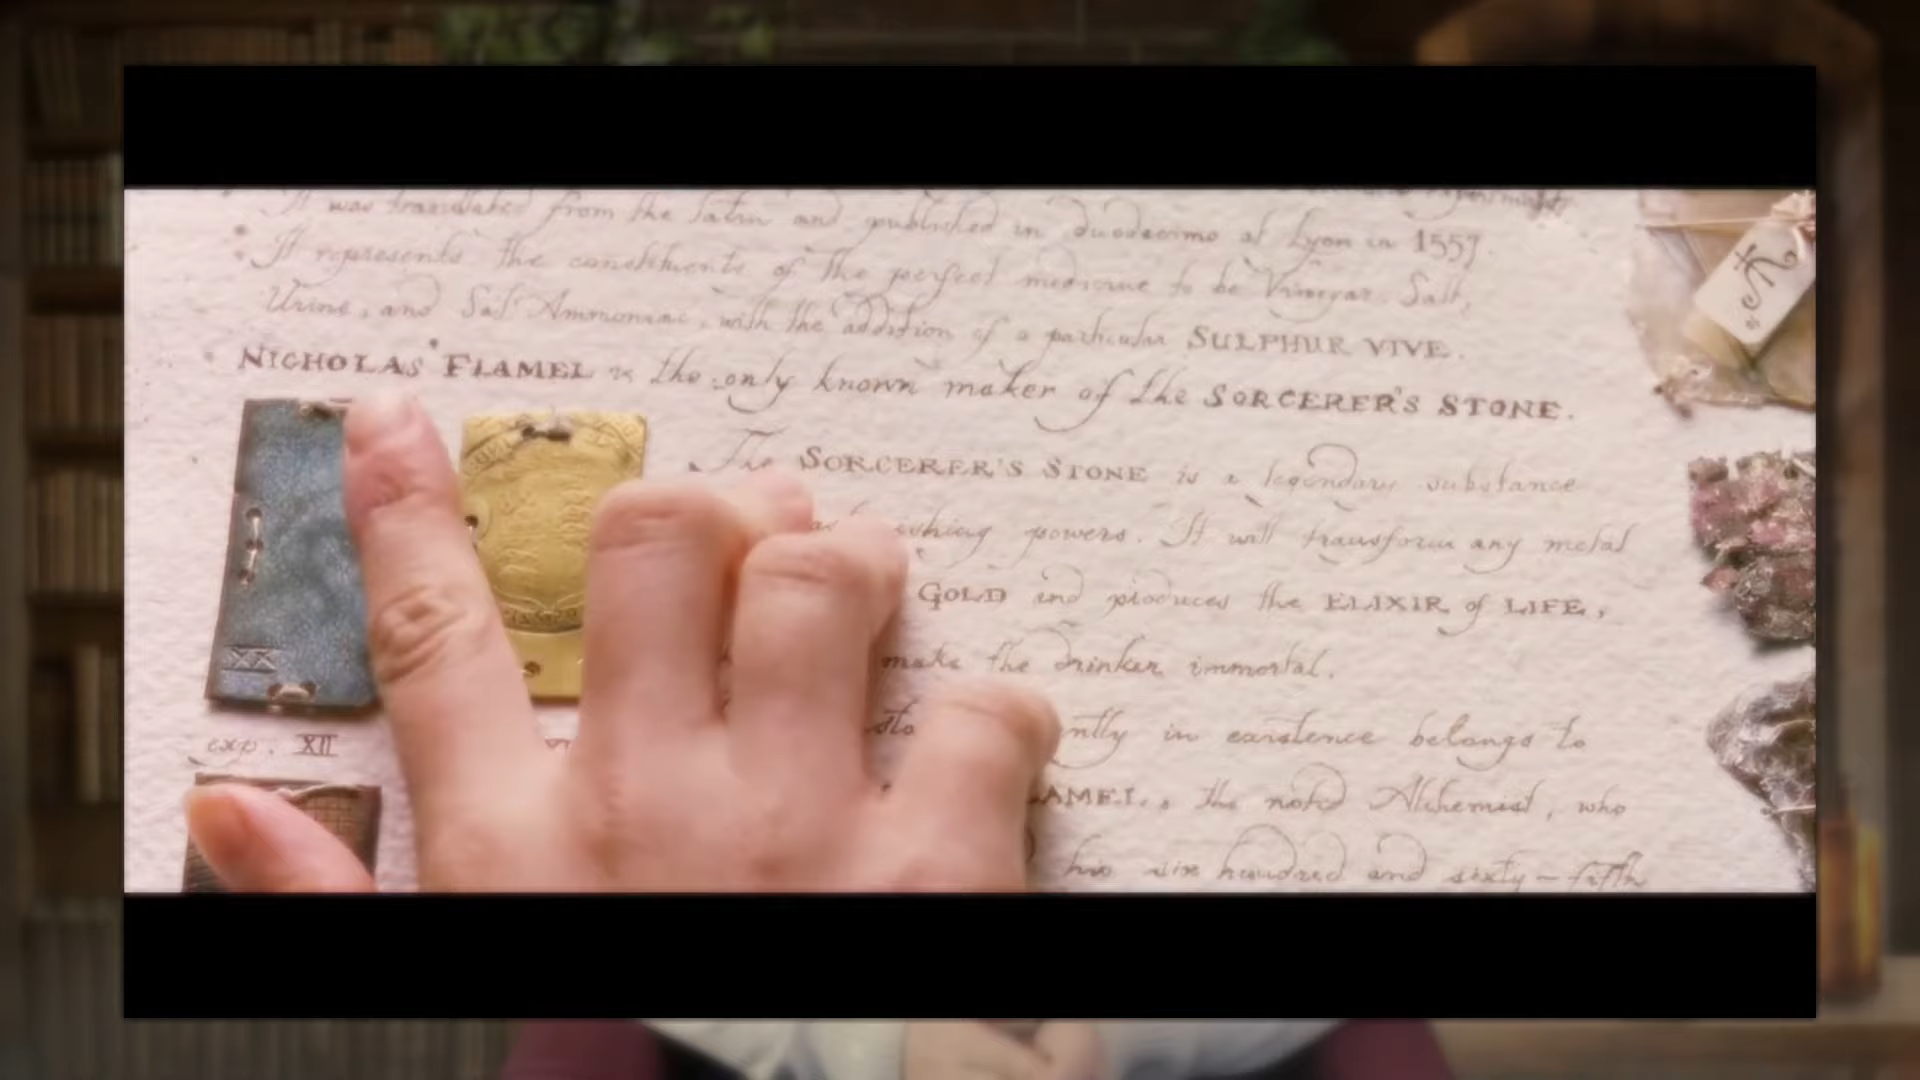 It was translated from the Latin and published in duodecimo at Lyon in 1557.
It represents the constituents of the perfect medicine to be Vinegar, Salt,
Urine, and Sal Ammoniac, with the addition of a particular SULPHUR VIVE.
NICHOLAS FLAMEL is the only known maker of the SORCERER'S STONE.
The SORCERER'S STONE is a legendary substance
powers. It will transform any metal
GOLD and produces the ELIXIR of LIFE,
make the drinker immortal.
in existence belongs to
AMEL, the noted Alchemist, who
his six hundred and sixty-fifth
exp. XII
XX